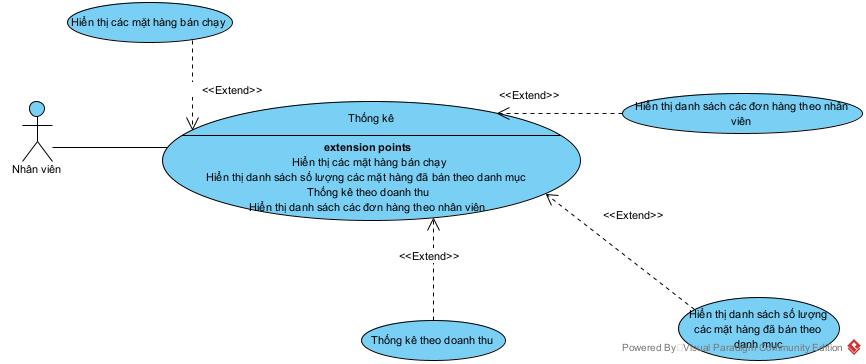 Hiển thị các mặt hàng bán chạy
<<Extend>>
<<Extend>>
Hiển thị danh sách các đơn hàng theo nhân
viên
Thống kê
extension points
Hiển thị các mặt hàng bán chạy
Hiển thị danh sách số lượng các mặt hàng đã bán theo danh mục
Thống kê theo doanh thu
Hiển thị danh sách các đơn hàng theo nhân viên
Nhân viên
<<Extend>>
<<Extend>>
Thống kê theo doanh thu
Hiển thị danh sách số lượng
các mặt hàng đã bán theo
danh mục
Powered By Visual Paradigm Community Edition